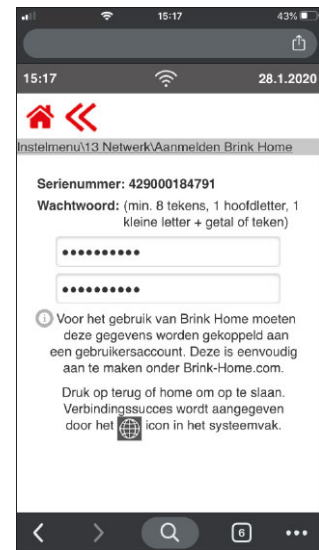 15:17
43%
15:17
28.1.2020
Instelmenu\13 Netwerk\Aanmelden Brink Home
Serienummer: 429000184791
Wachtwoord: (min. 8 tekens, 1 hoofdletter, 1
kleine letter + getal of teken)
••••••••••
••••••••••
Voor het gebruik van Brink Home moeten
deze gegevens worden gekoppeld aan
een gebruikersaccount. Deze is eenvoudig
aan te maken onder Brink-Home.com.
Druk op terug of home om op te slaan.
Verbindingssucces wordt aangegeven
door het icon in het systeemvak.
6